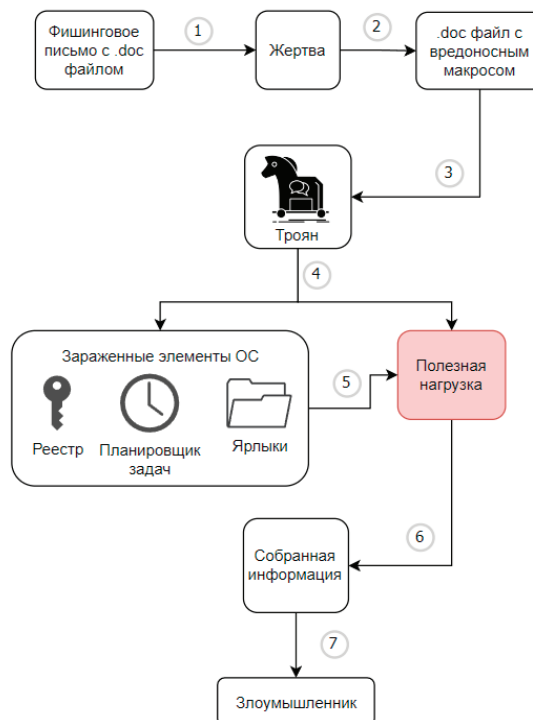 Фишинговое
письмо с .doc
файлом
1
Жертва
2
.doc файл с
вредоносным
макросом
3
Троян
4
Зараженные элементы ОС
Реестр
Планировщик
задач
Ярлыки
5
Полезная
нагрузка
6
Собранная
информация
7
Злоумышленник